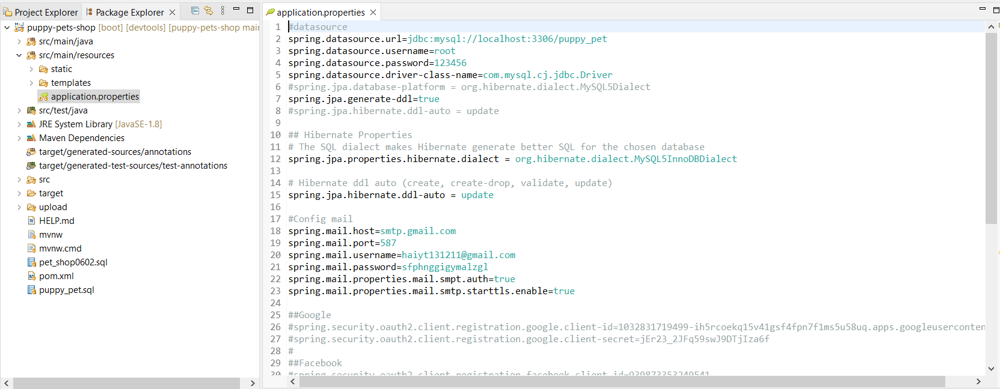 Project Explorer
Package Explorer
puppy-pets-shop [boot] [devtools] [puppy-pets-shop
src/main/java
src/main/resources
static
templates
application.properties
src/test/java
JRE System Library [JavaSE-1.8]
Maven Dependencies
target/generated-sources/annotations
target/generated-test-sources/test-annotations
src
target
upload
HELP.md
mvnw
mvnw.cmd
pet_shop0602.sql
pom.xml
puppy_pet.sql
application.properties
1 #datasource
2 spring.datasource.url=jdbc:mysql://localhost:3306/puppy_pet
3 spring.datasource.username=root
4 spring.datasource.password=123456
5 spring.datasource.driver-class-name=com.mysql.cj.jdbc.Driver
6 #spring.jpa.database-platform = org.hibernate.dialect.MySQL5Dialect
7 spring.jpa.generate-ddl=true
8 #spring.jpa.hibernate.ddl-auto = update
9
10 ## Hibernate Properties
11 # The SQL dialect makes Hibernate generate better SQL for the chosen database
12 spring.jpa.properties.hibernate.dialect = org.hibernate.dialect.MySQL5InnoDBDialect
13
14 # Hibernate ddl auto (create, create-drop, validate, update)
15 spring.jpa.hibernate.ddl-auto = update
16
17 #Config mail
18 spring.mail.host=smtp.gmail.com
19 spring.mail.port=587
20 spring.mail.username=haiyt131211@gmail.com
21 spring.mail.password=sfphnggigymalzgl
22 spring.mail.properties.mail.smpt.auth=true
23 spring.mail.properties.mail.smtp.starttls.enable=true
24
25 ##Google
26 #spring.security.oauth2.client.registration.google.client-id=1032831719499-ih5rcoekq15v41gsf4fpn7f1ms5u58uq.apps.googleuserconten
27 #spring.security.oauth2.client.registration.google.client-secret=jEr23_2JFq59swJ9DTjIza6f
28 #
29 ##Facebook
30 #spring.security.oauth2.client.registration.facebook.client-id=939873353249541